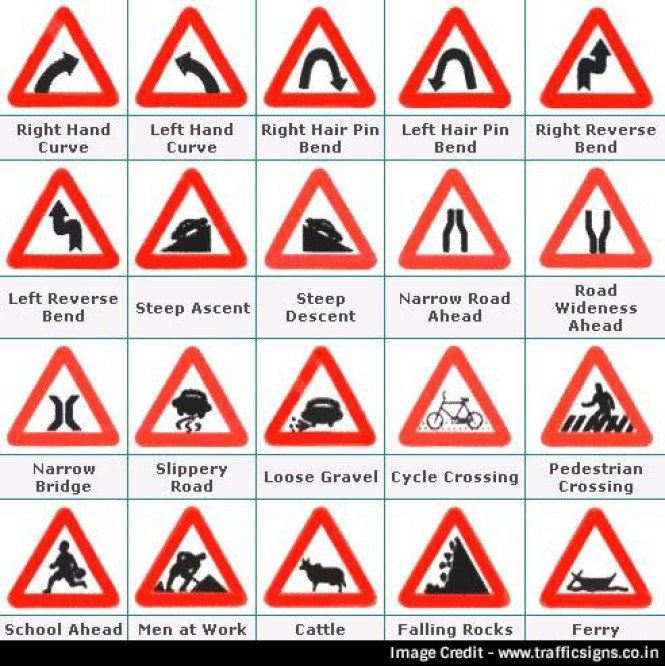 Right Hand Curve
Left Hand Curve
Right Hair Pin Bend
Left Hair Pin Bend
Right Reverse Bend
Left Reverse Bend
Steep Ascent
Steep Descent
Narrow Road Ahead
Road Wideness Ahead
Narrow Bridge
Slippery Road
Loose Gravel
Cycle Crossing
Pedestrian Crossing
School Ahead
Men at Work
Cattle
Falling Rocks
Ferry
Image Credit - www.trafficsigns.co.in